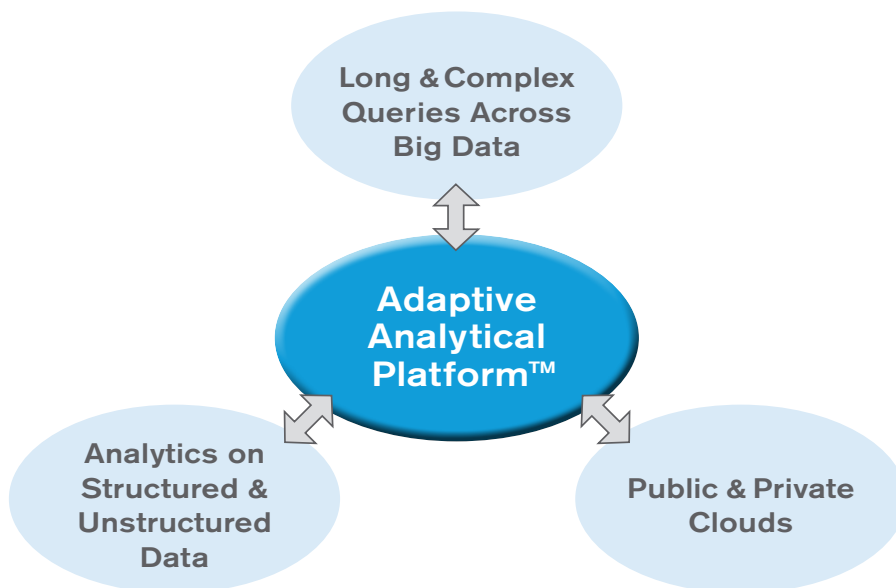 Long & Complex
Queries Across
Big Data
Adaptive
Analytical
Platform™
Analytics on
Structured &
Unstructured
Data
Public & Private
Clouds